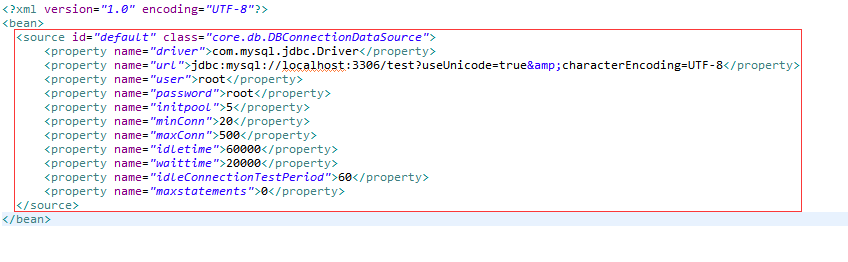 <?xml version="1.0" encoding="UTF-8"?>
<bean>
<source id="default" class="core.db.DBConnectionDataSource">
<property name="driver">com.mysql.jdbc.Driver</property>
<property name="url">jdbc:mysql://localhost:3306/test?useUnicode=true&amp;characterEncoding=UTF-8</property>
<property name="user">root</property>
<property name="password">root</property>
<property name="initpool">5</property>
<property name="minConn">20</property>
<property name="maxConn">500</property>
<property name="idletime">60000</property>
<property name="waittime">20000</property>
<property name="idleConnectionTestPeriod">60</property>
<property name="maxstatements">0</property>
</source>
</bean>